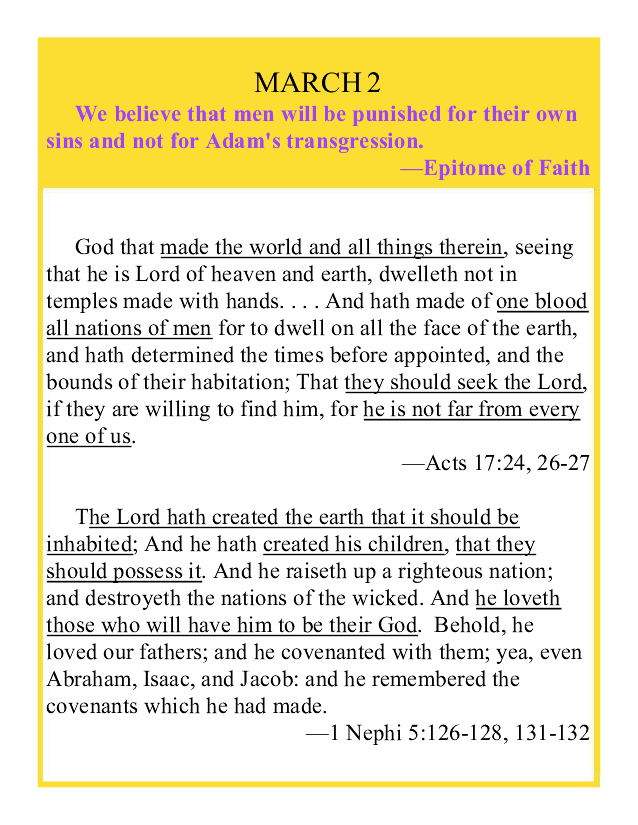 MARCH 2
We believe that men will be punished for their own
sins and not for Adam's transgression.
—Epitome of Faith
God that made the world and all things therein, seeing
that he is Lord of heaven and earth, dwelleth not in
temples made with hands. . . . And hath made of one blood
all nations of men for to dwell on all the face of the earth,
and hath determined the times before appointed, and the
bounds of their habitation; That they should seek the Lord,
if they are willing to find him, for he is not far from every
one of us.
—Acts 17:24, 26-27
The Lord hath created the earth that it should be
inhabited; And he hath created his children, that they
should possess it. And he raiseth up a righteous nation;
and destroyeth the nations of the wicked. And he loveth
those who will have him to be their God.  Behold, he
loved our fathers; and he covenanted with them; yea, even
Abraham, Isaac, and Jacob: and he remembered the
covenants which he had made.
—1 Nephi 5:126-128, 131-132